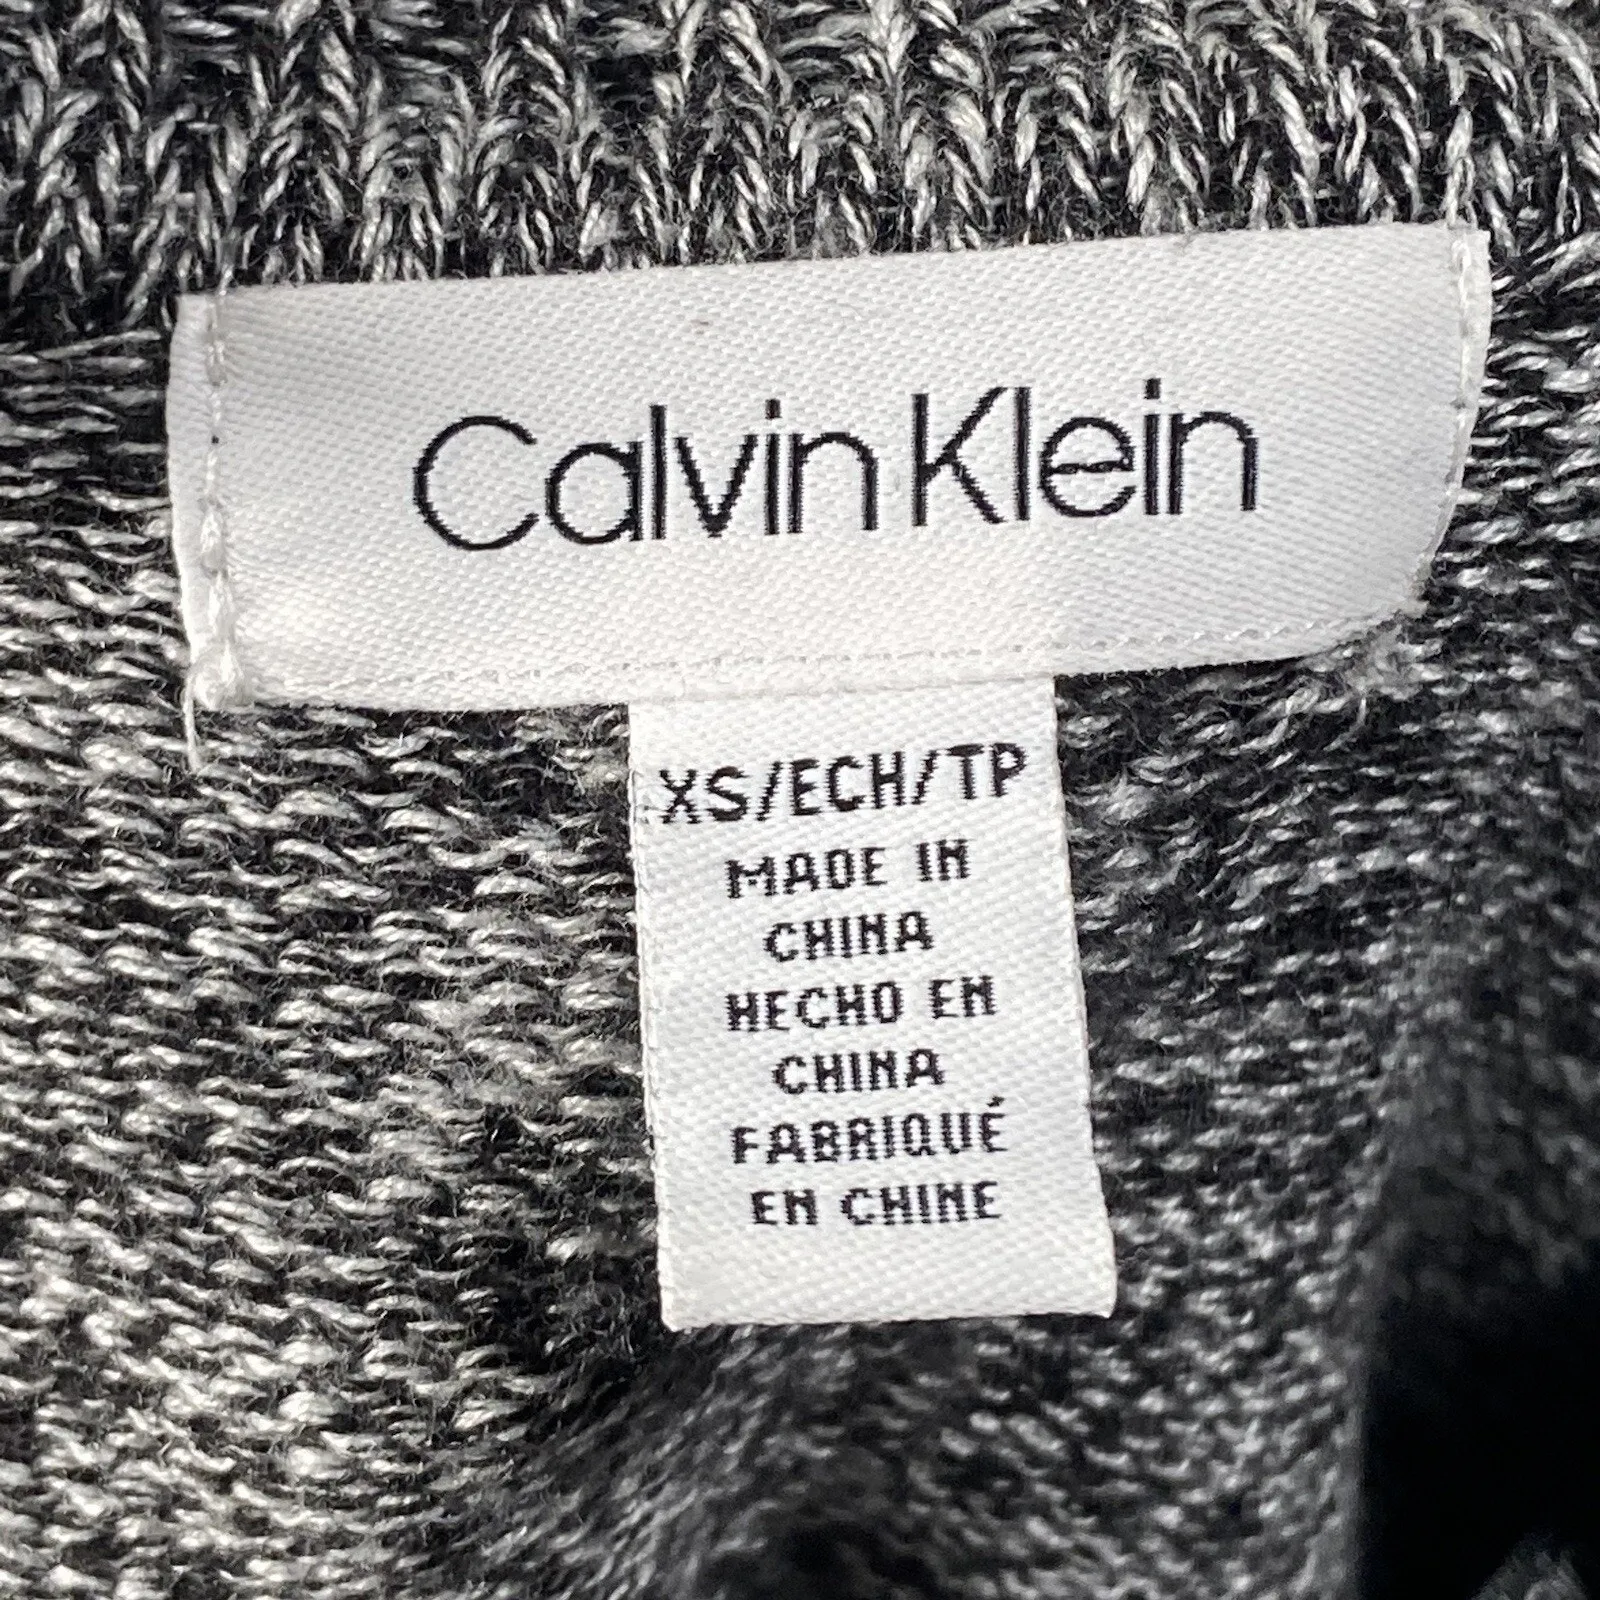 Calvin Klein
XS/ECH/TP
MADE IN
CHINA
HECHO EN
CHINA
FABRIQUÉ
EN CHINE